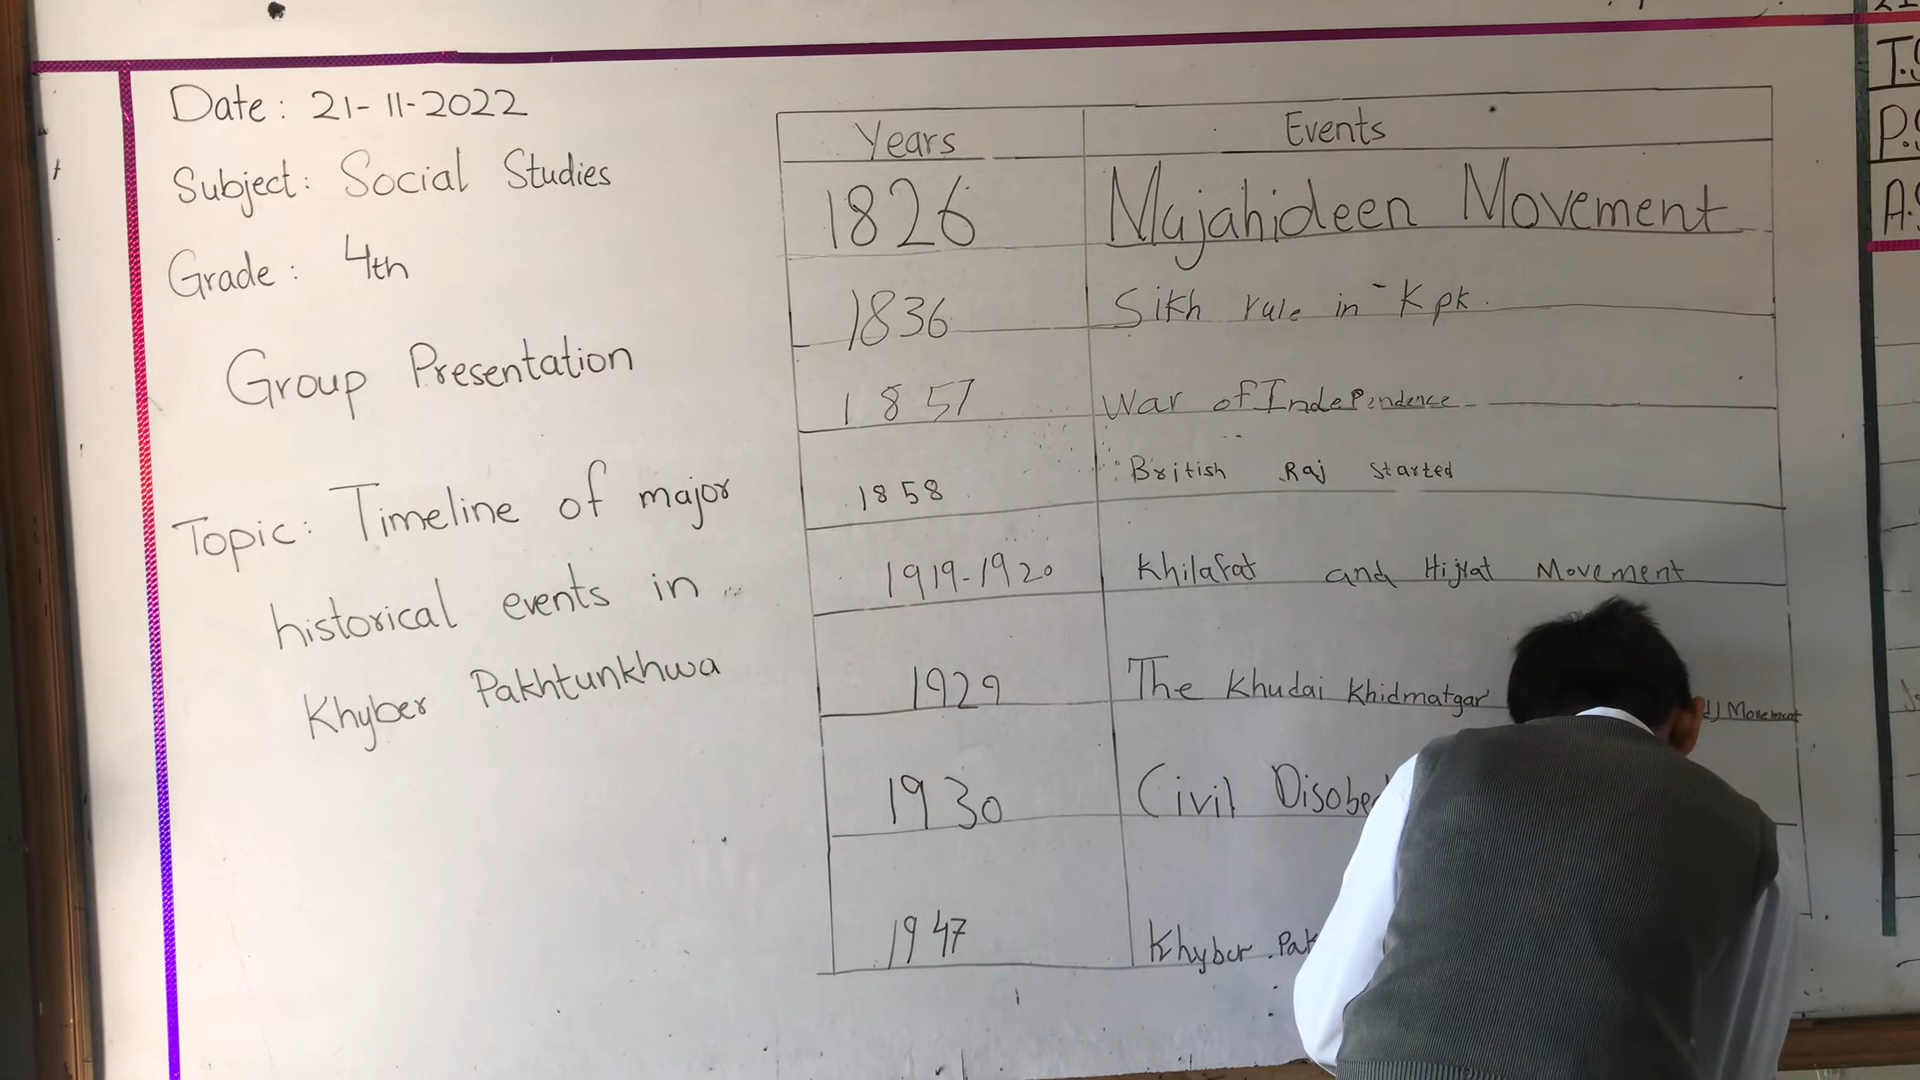 Date: 21-11-2022
Subject: Social Studies
Grade: 4th
Group Presentation
Topic: Timeline of major
historical events in
Khyber Pakhtunkhwa
Years Events
1826 Mujahideen Movement
1836 Sikh rule in Kpk.
1857 War of Independence
1858 British Raj started
1919-1920 Khilafat and Hijrat Movement
1929 The Khudai Khidmatgar Movement
1930 Civil
1947 Khyber
T.
P.
A.